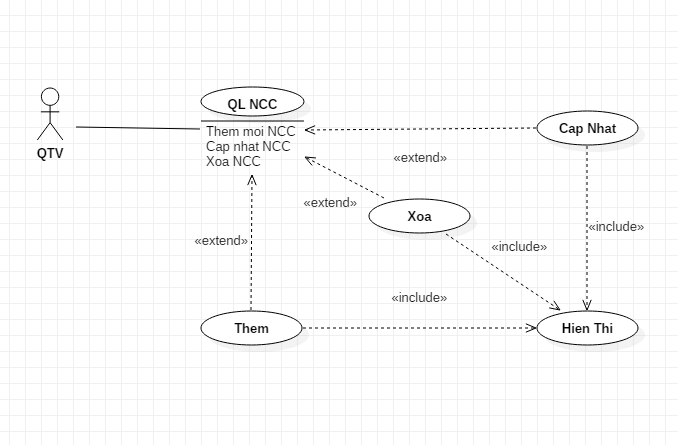 QL NCC
Them moi NCC
Cap nhat NCC
Xoa NCC
QTV
Cap Nhat
«extend»
«extend»
Xoa
«include»
«extend»
«include»
«include»
Them
Hien Thi